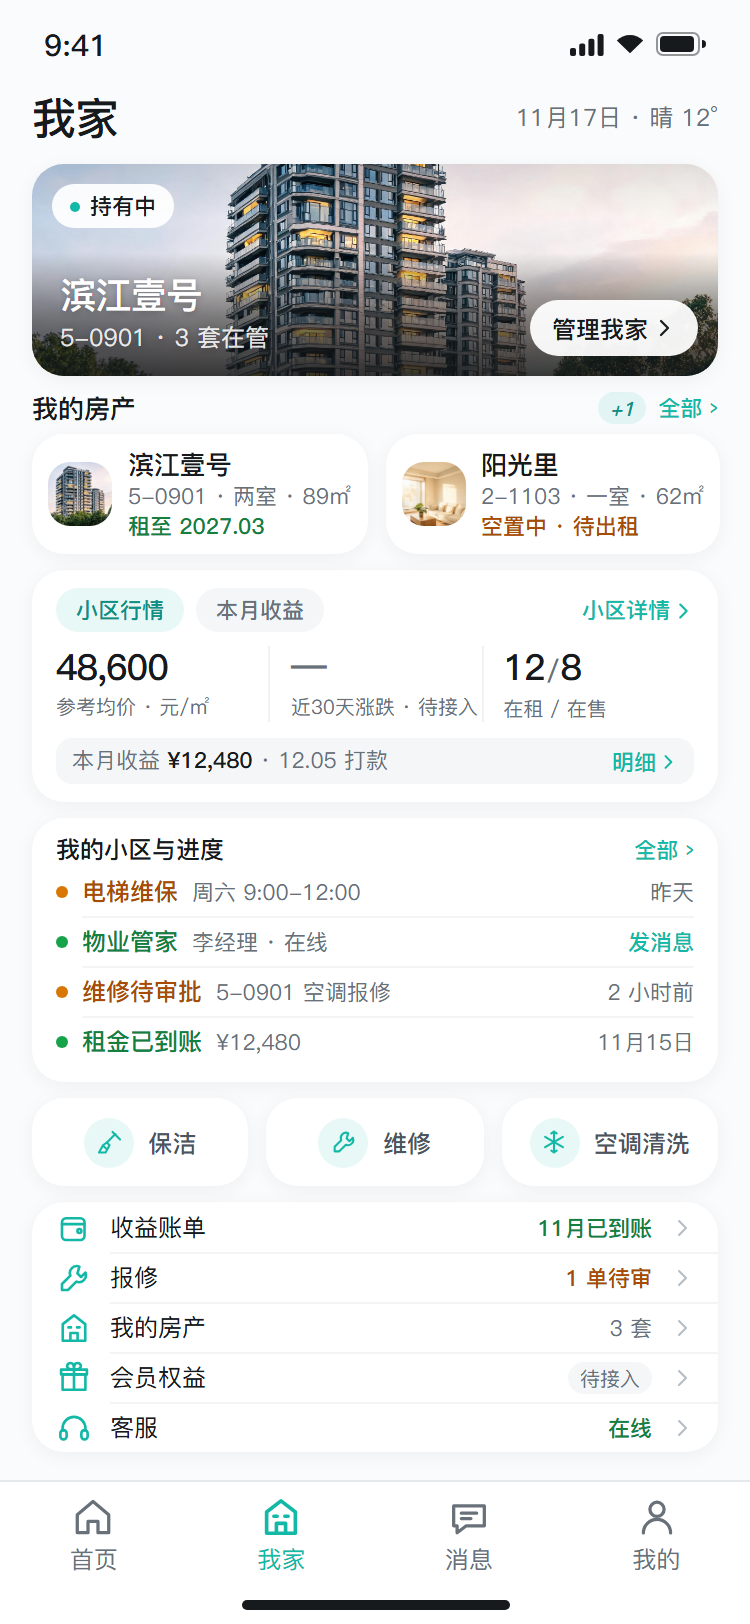 9:41
我家
11月17日 · 晴 12°
持有中
滨江壹号
5-0901 · 3 套在管
管理我家
我的房产
+1
全部
滨江壹号
5-0901 · 两室 · 89㎡
租至 2027.03
阳光里
2-1103 · 一室 · 62㎡
空置中 · 待出租
小区行情
本月收益
小区详情
48,600
参考均价 · 元/㎡
—
近30天涨跌 · 待接入
12/8
在租 / 在售
本月收益 ¥12,480 · 12.05 打款
明细
我的小区与进度
全部
电梯维保 周六 9:00-12:00
昨天
物业管家 李经理 · 在线
发消息
维修待审批 5-0901 空调报修
2 小时前
租金已到账 ¥12,480
11月15日
保洁
维修
空调清洗
收益账单
11月已到账
报修
1 单待审
我的房产
3 套
会员权益
待接入
客服
在线
首页
我家
消息
我的